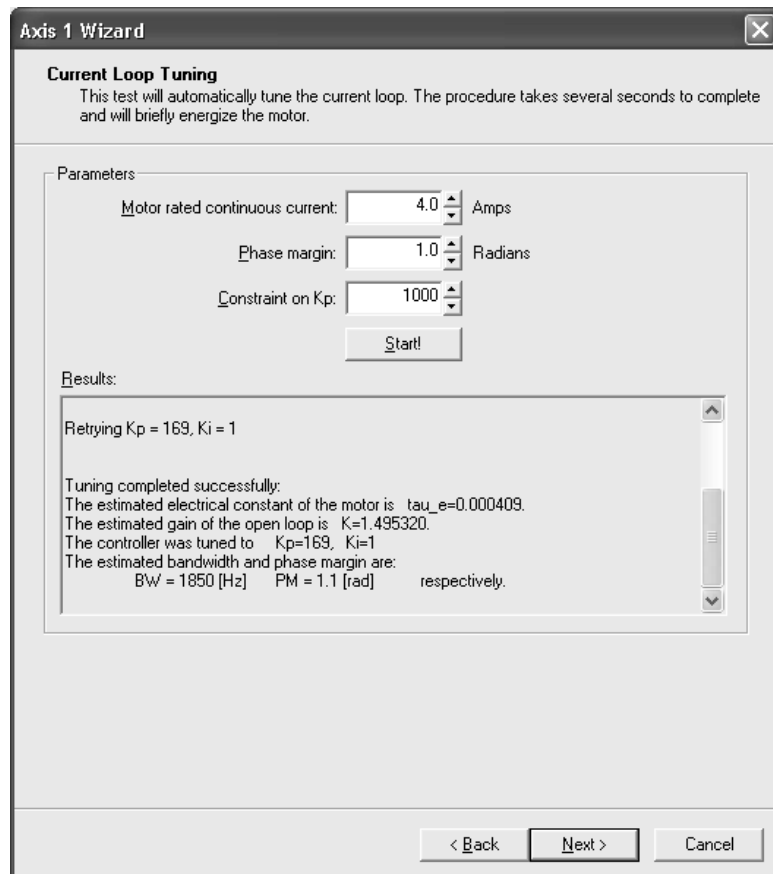 Axis 1 Wizard
Current Loop Tuning
This test will automatically tune the current loop. The procedure takes several seconds to complete
and will briefly energize the motor.
Parameters
Motor rated continuous current: 4.0 Amps
Phase margin: 1.0 Radians
Constraint on Kp: 1000
Start!
Results:
Retrying Kp = 169, Ki = 1
Tuning completed successfully:
The estimated electrical constant of the motor is tau_e=0.000409.
The estimated gain of the open loop is K=1.495320.
The controller was tuned to Kp=169, Ki=1
The estimated bandwidth and phase margin are:
BW = 1850 [Hz] PM = 1.1 [rad] respectively.
< Back Next > Cancel